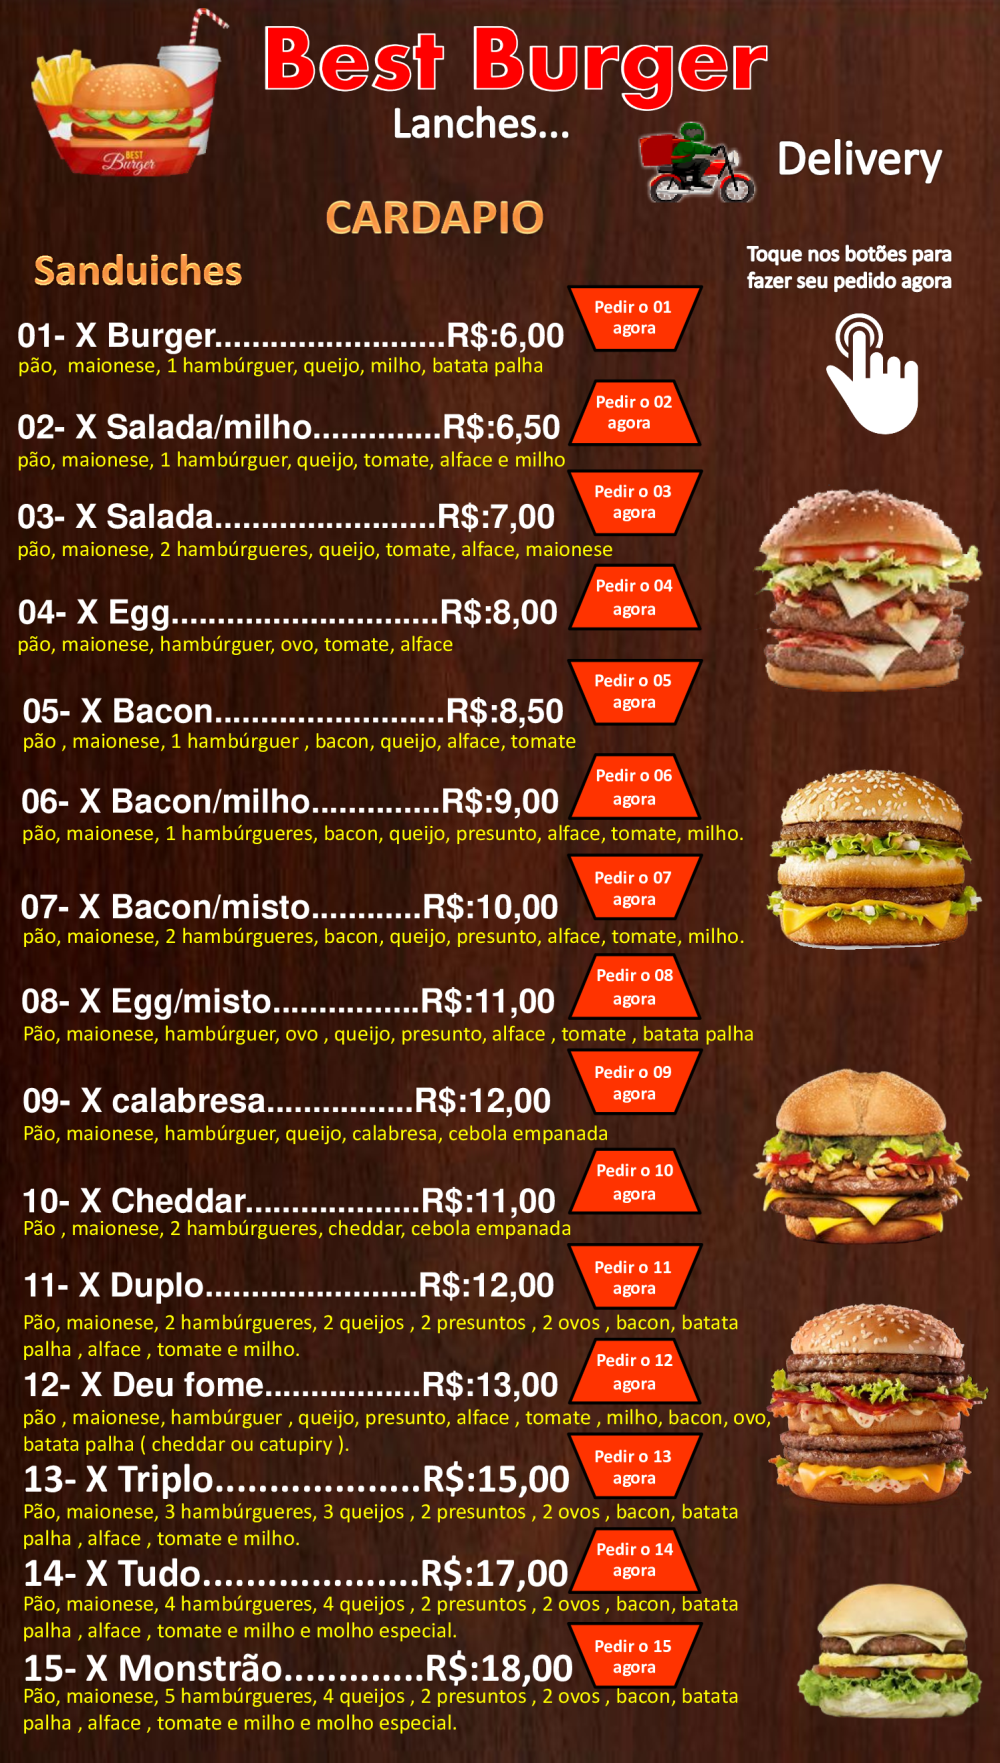 Best Burger
Lanches...
BEST
Burger
Delivery
CARDAPIO
Toque nos botões para
fazer seu pedido agora
Sanduiches
Pedir o 01
agora
01- X Burger.........................R$:6,00
pão,  maionese, 1 hambúrguer, queijo, milho, batata palha
Pedir o 02
agora
02- X Salada/milho..............R$:6,50
pão, maionese, 1 hambúrguer, queijo, tomate, alface e milho
Pedir o 03
agora
03- X Salada........................R$:7,00
pão, maionese, 2 hambúrgueres, queijo, tomate, alface, maionese
Pedir o 04
agora
04- X Egg.............................R$:8,00
pão, maionese, hambúrguer, ovo, tomate, alface
Pedir o 05
agora
05- X Bacon.........................R$:8,50
pão , maionese, 1 hambúrguer , bacon, queijo, alface, tomate
Pedir o 06
agora
06- X Bacon/milho..............R$:9,00
pão, maionese, 1 hambúrgueres, bacon, queijo, presunto, alface, tomate, milho.
Pedir o 07
agora
07- X Bacon/misto............R$:10,00
pão, maionese, 2 hambúrgueres, bacon, queijo, presunto, alface, tomate, milho.
Pedir o 08
agora
08- X Egg/misto................R$:11,00
Pão, maionese, hambúrguer, ovo , queijo, presunto, alface , tomate , batata palha
Pedir o 09
agora
09- X calabresa................R$:12,00
Pão, maionese, hambúrguer, queijo, calabresa, cebola empanada
Pedir o 10
agora
10- X Cheddar...................R$:11,00
Pão , maionese, 2 hambúrgueres, cheddar, cebola empanada
Pedir o 11
agora
11- X Duplo.......................R$:12,00
Pão, maionese, 2 hambúrgueres, 2 queijos , 2 presuntos , 2 ovos , bacon, batata
palha , alface , tomate e milho.
Pedir o 12
agora
12- X Deu fome.................R$:13,00
pão , maionese, hambúrguer , queijo, presunto, alface , tomate , milho, bacon, ovo,
batata palha ( cheddar ou catupiry ).
Pedir o 13
agora
13- X Triplo....................R$:15,00
Pão, maionese, 3 hambúrgueres, 3 queijos , 2 presuntos , 2 ovos , bacon, batata
palha , alface , tomate e milho.
Pedir o 14
agora
14- X Tudo.....................R$:17,00
Pão, maionese, 4 hambúrgueres, 4 queijos , 2 presuntos , 2 ovos , bacon, batata
palha , alface , tomate e milho e molho especial.
Pedir o 15
agora
15- X Monstrão.............R$:18,00
Pão, maionese, 5 hambúrgueres, 4 queijos , 2 presuntos , 2 ovos , bacon, batata
palha , alface , tomate e milho e molho especial.